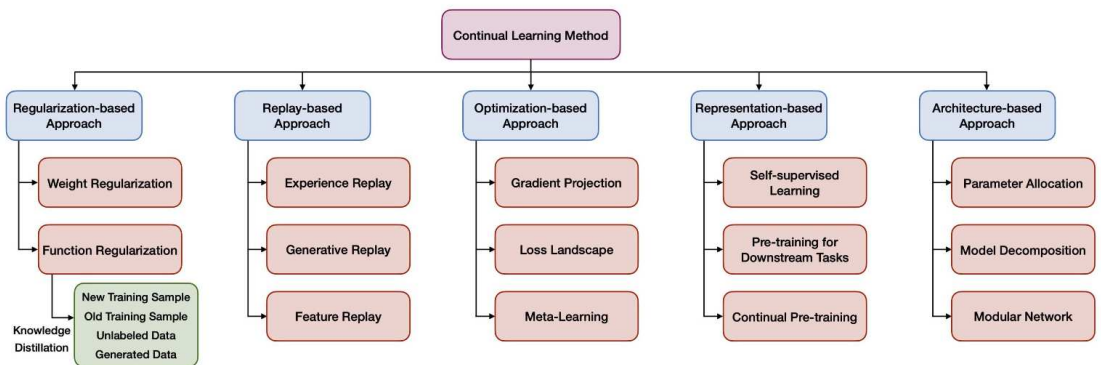 Continual Learning Method
Regularization-based
Approach
Weight Regularization
Function Regularization
Knowledge
Distillation
New Training Sample
Old Training Sample
Unlabeled Data
Generated Data
Replay-based
Approach
Experience Replay
Generative Replay
Feature Replay
Optimization-based
Approach
Gradient Projection
Loss Landscape
Meta-Learning
Representation-based
Approach
Self-supervised
Learning
Pre-training for
Downstream Tasks
Continual Pre-training
Architecture-based
Approach
Parameter Allocation
Model Decomposition
Modular Network